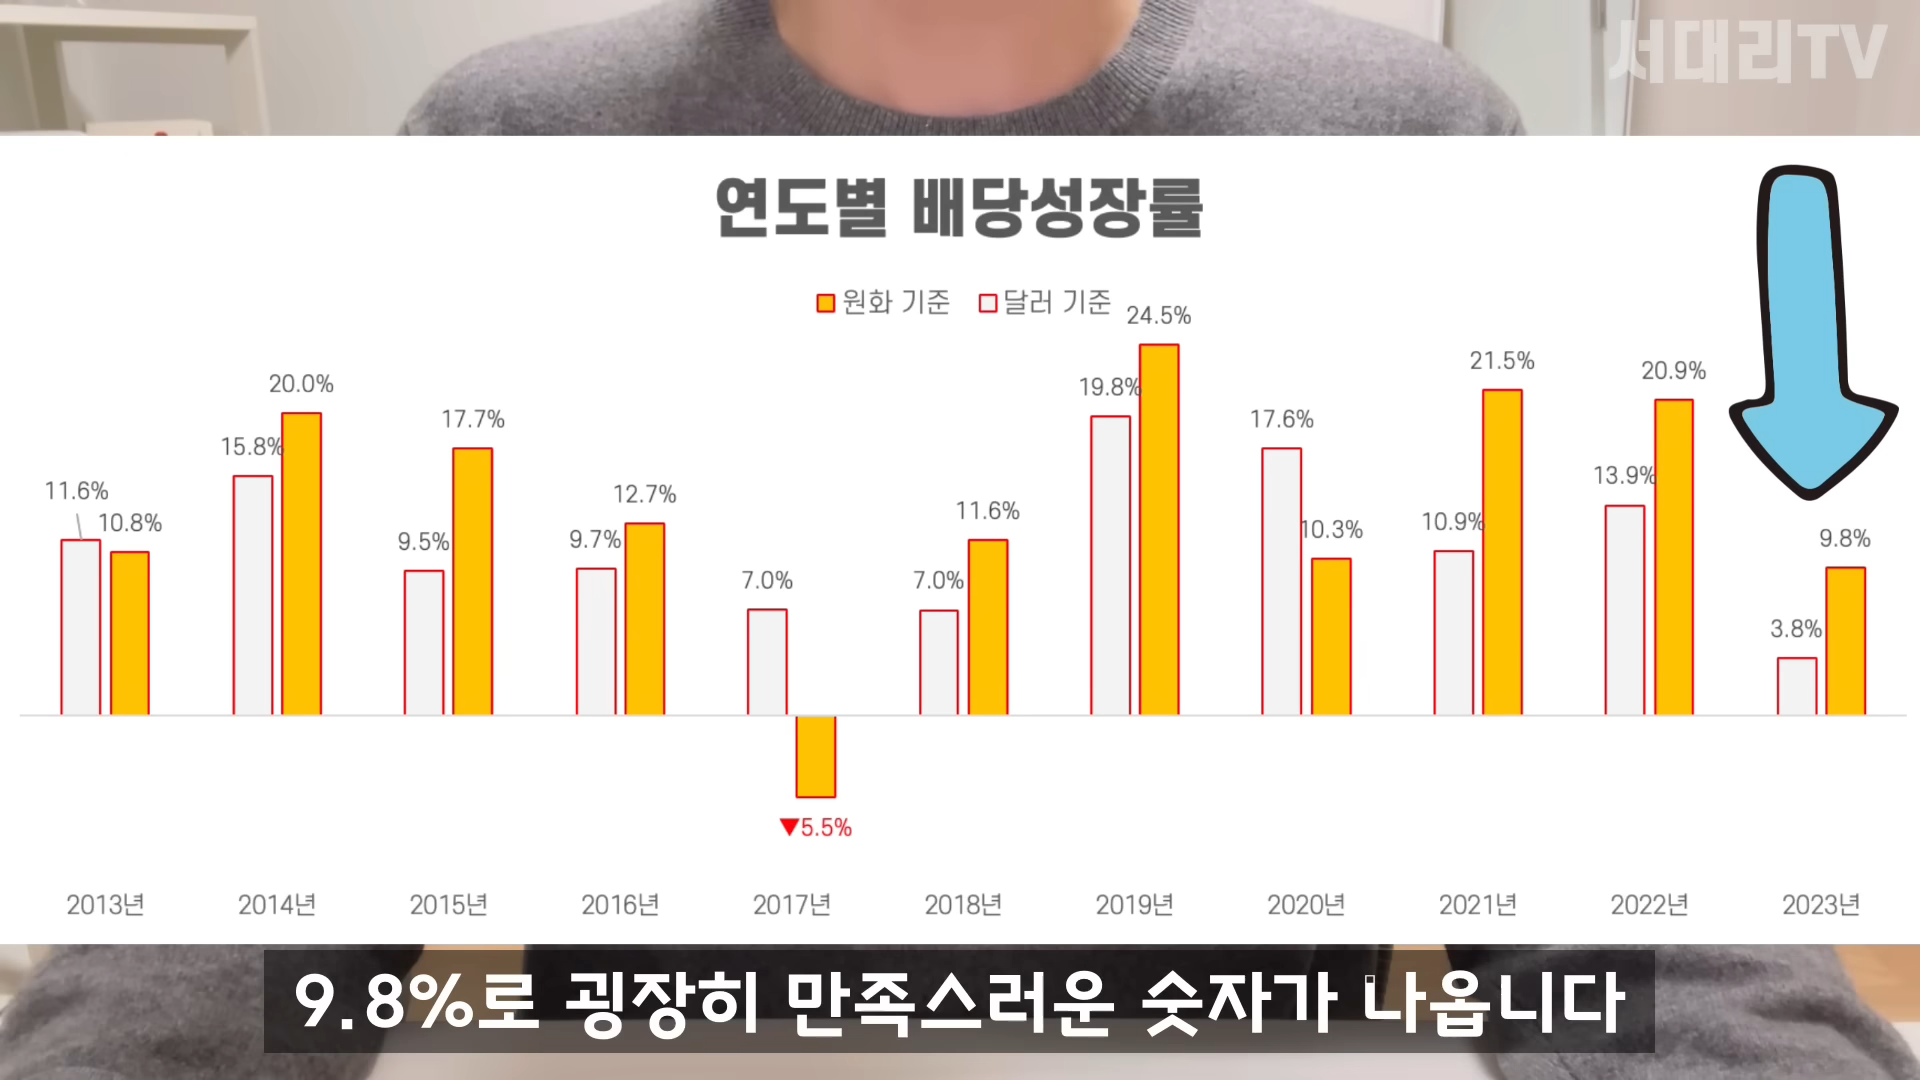 서대리TV
연도별 배당성장률
원화 기준 달러 기준
11.6% 10.8%
15.8% 20.0%
9.5% 17.7%
9.7% 12.7%
7.0% ▼5.5%
7.0% 11.6%
19.8% 24.5%
17.6% 10.3%
10.9% 21.5%
13.9% 20.9%
3.8% 9.8%
2013년 2014년 2015년 2016년 2017년 2018년 2019년 2020년 2021년 2022년 2023년
9.8%로 굉장히 만족스러운 숫자가 나옵니다